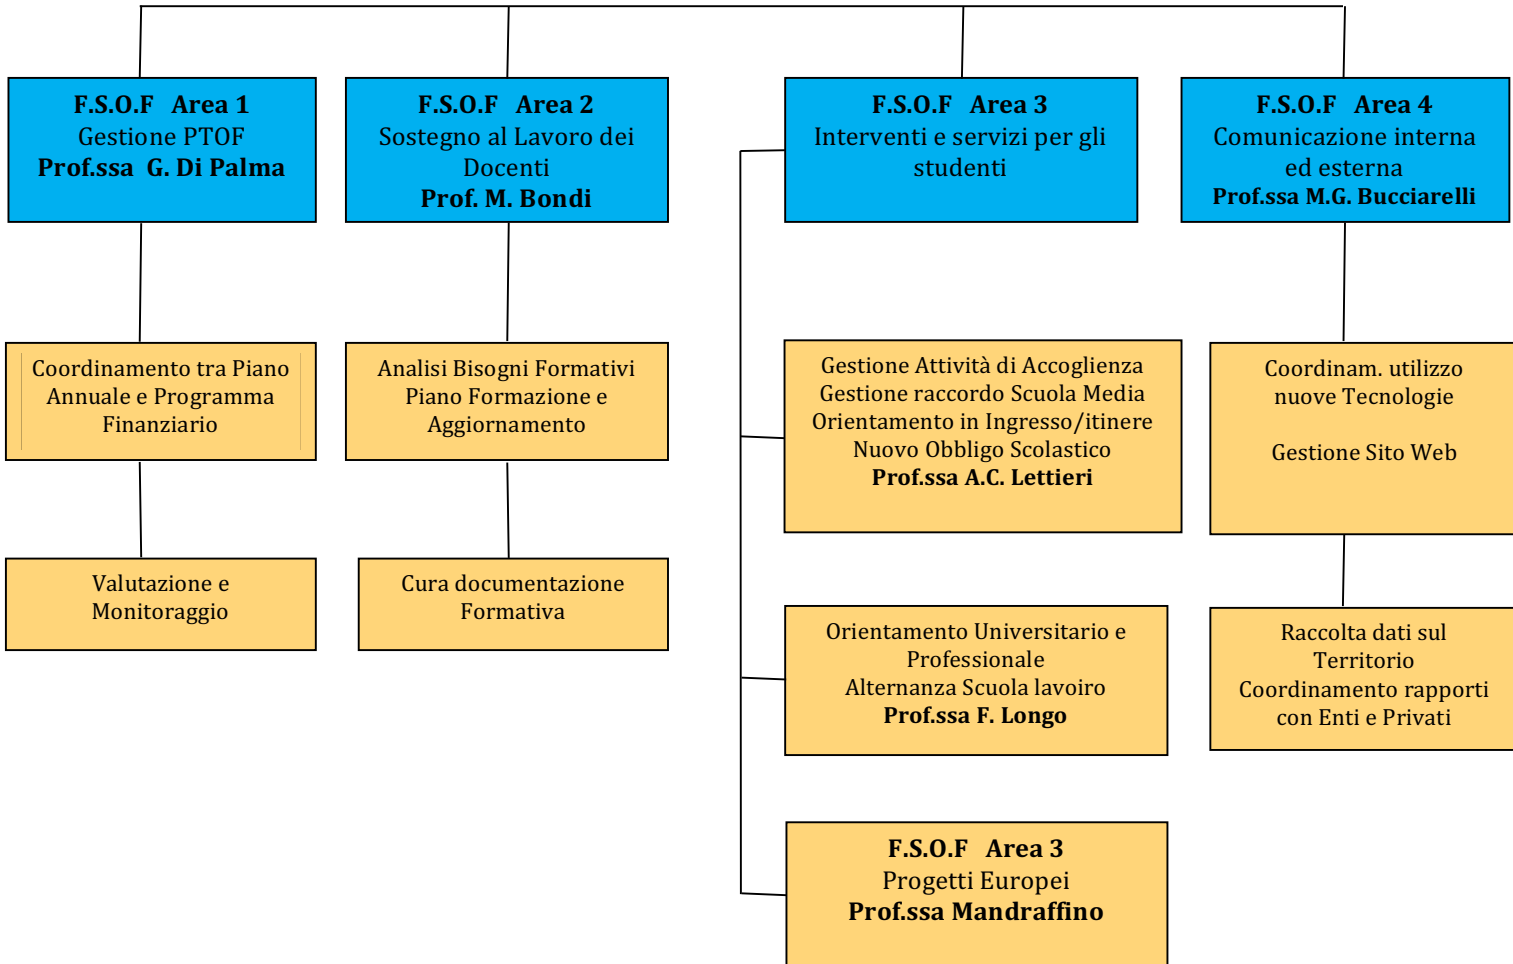 F.S.O.F Area 1
Gestione PTOF
Prof.ssa G. Di Palma
F.S.O.F Area 2
Sostegno al Lavoro dei
Docenti
Prof. M. Bondi
F.S.O.F Area 3
Interventi e servizi per gli
studenti
F.S.O.F Area 4
Comunicazione interna
ed esterna
Prof.ssa M.G. Bucciarelli
Coordinamento tra Piano
Annuale e Programma
Finanziario
Analisi Bisogni Formativi
Piano Formazione e
Aggiornamento
Gestione Attività di Accoglienza
Gestione raccordo Scuola Media
Orientamento in Ingresso/itinere
Nuovo Obbligo Scolastico
Prof.ssa A.C. Lettieri
Coordinam. utilizzo
nuove Tecnologie
Gestione Sito Web
Valutazione e
Monitoraggio
Cura documentazione
Formativa
Orientamento Universitario e
Professionale
Alternanza Scuola lavoiro
Prof.ssa F. Longo
Raccolta dati sul
Territorio
Coordinamento rapporti
con Enti e Privati
F.S.O.F Area 3
Progetti Europei
Prof.ssa Mandraffino